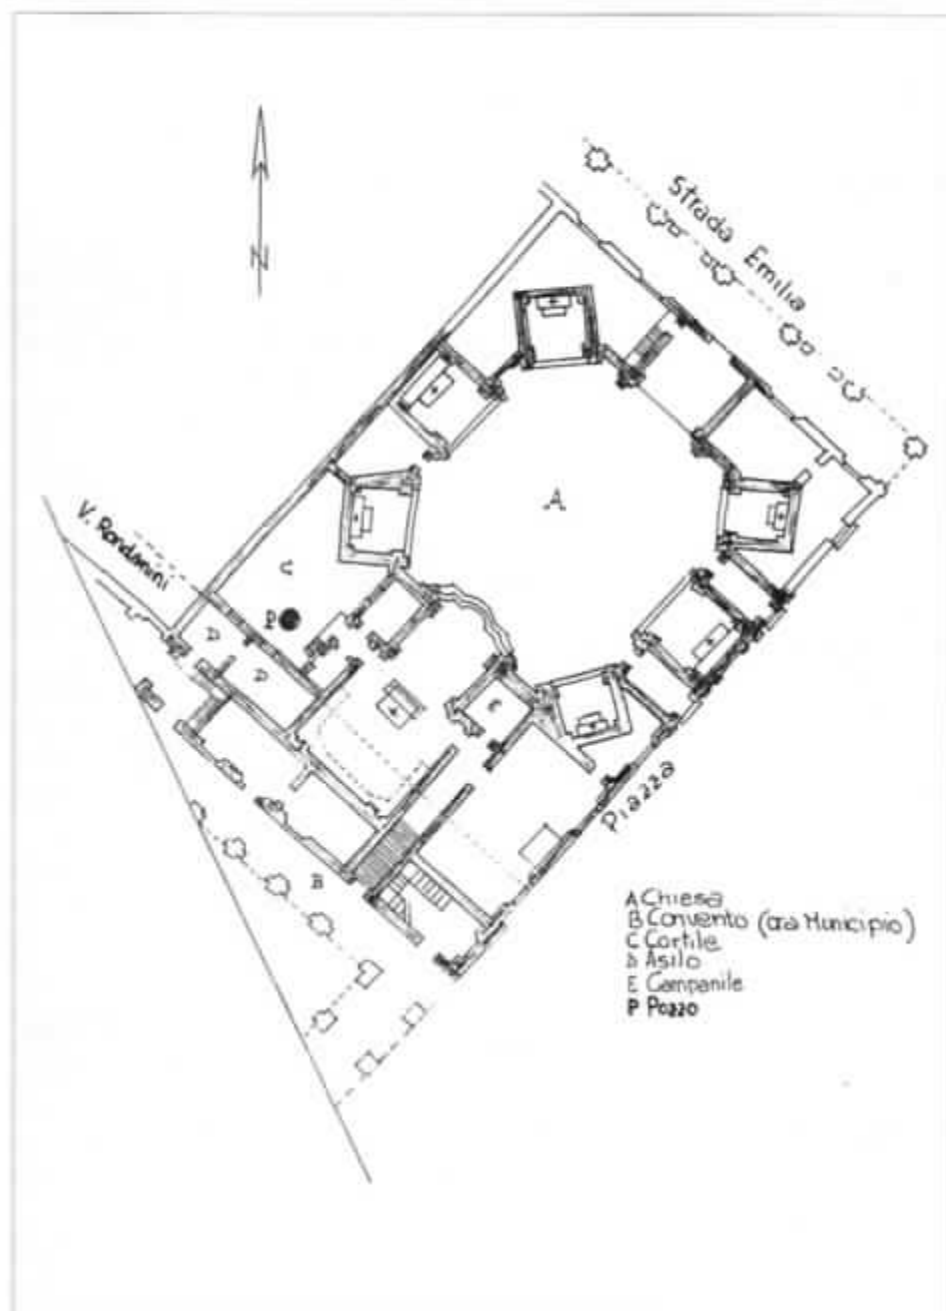 N
Strada Emilia
A
V. Rondanini
C
P
D
D
E
Piazza
B
A Chiesa
B Convento (ora Municipio)
C Cortile
D Asilo
E Campanile
P Pozzo